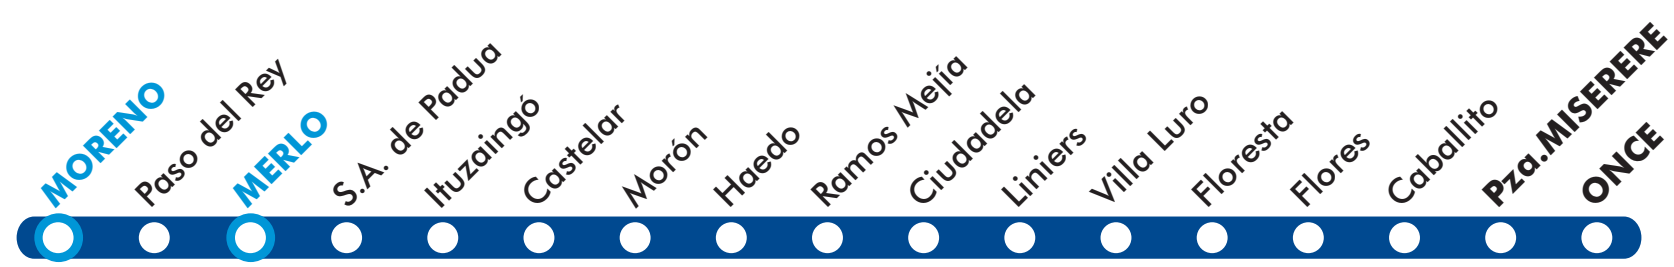 MORENO
Paso del Rey
MERLO
S.A. de Padua
Ituzaingó
Castelar
Morón
Haedo
Ramos Mejía
Ciudadela
Liniers
Villa Luro
Floresta
Flores
Caballito
Pza.MISERERE
ONCE